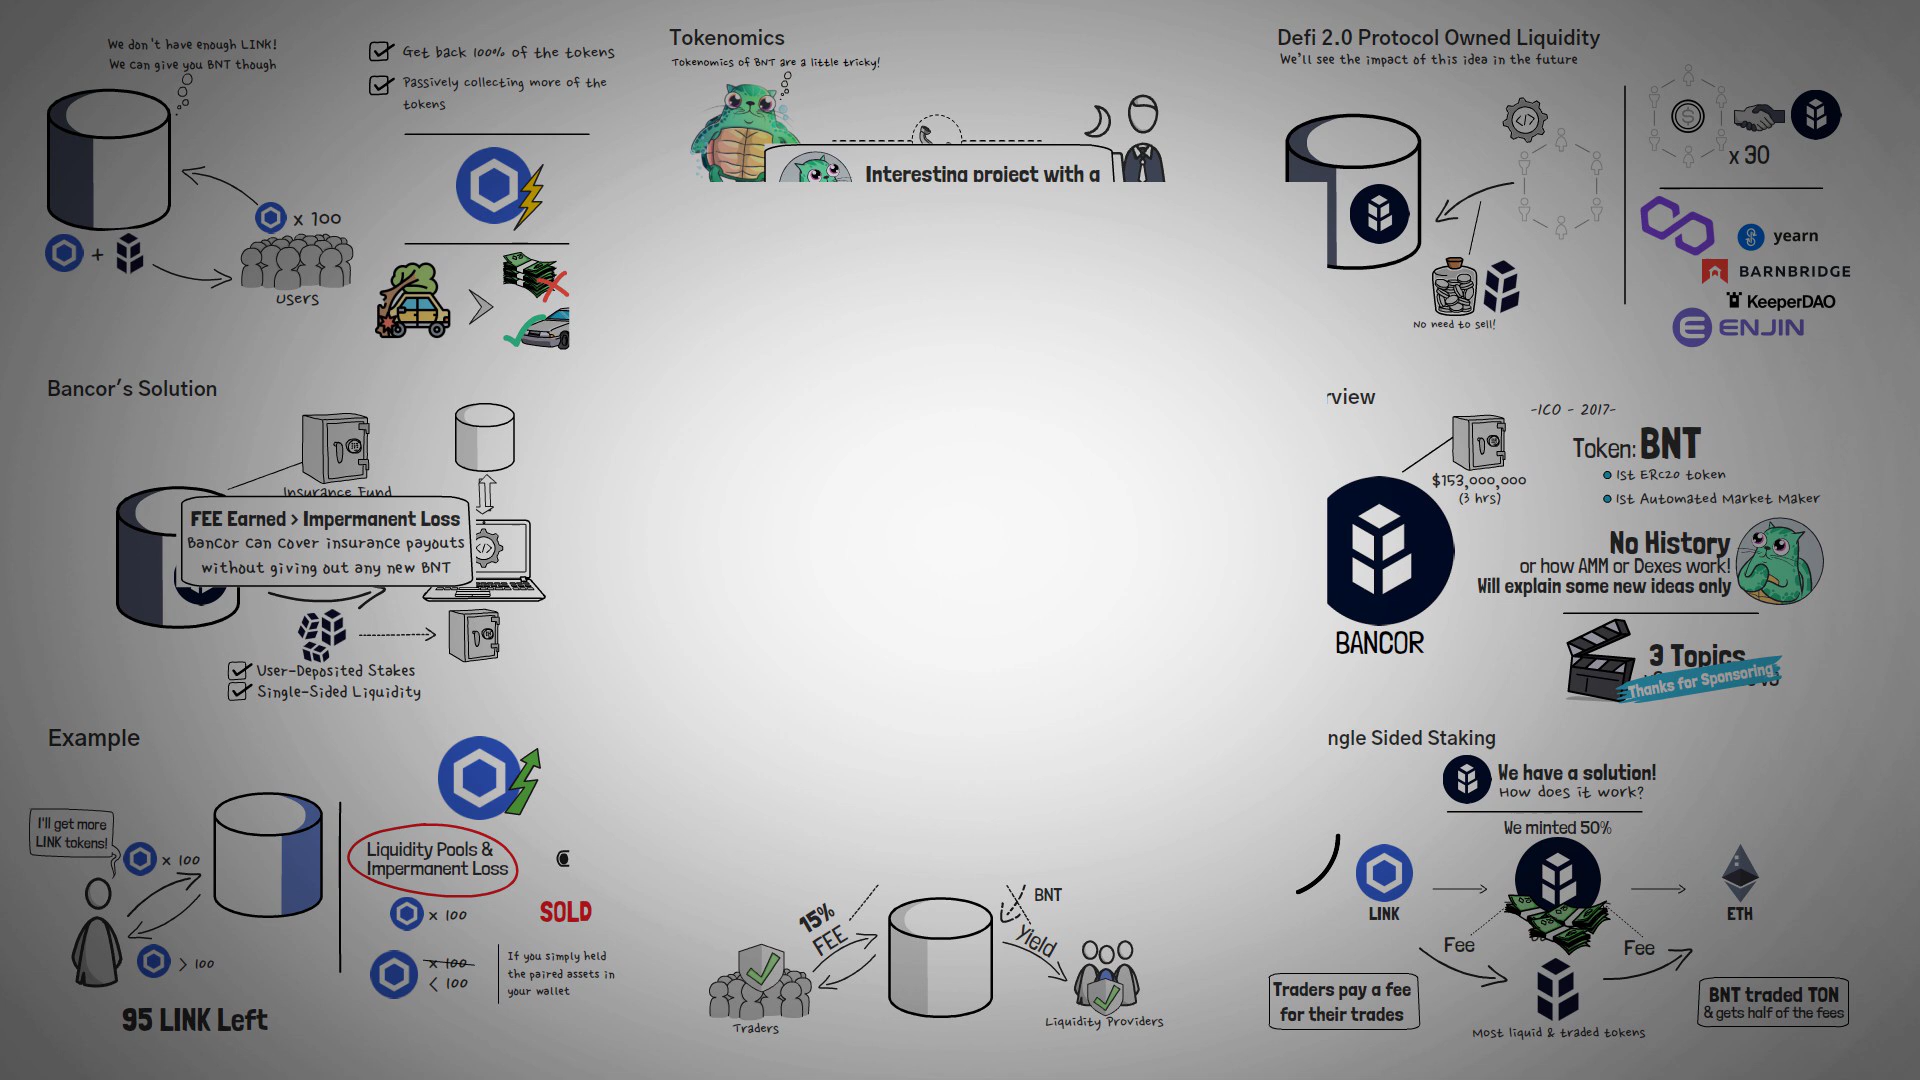 We don't have enough LINK!
We can give you BNT though
x 100
+
Users
Get back 100% of the tokens
Passively collecting more of the
tokens
Tokenomics
Tokenomics of BNT are a little tricky!
Interesting project with a
Defi 2.0 Protocol Owned Liquidity
We'll see the impact of this idea in the future
No need to sell!
x 30
yearn
BARNBRIDGE
KeeperDAO
ENJIN
Bancor's Solution
Insurance Fund
FEE Earned > Impermanent Loss
Bancor can cover insurance payouts
without giving out any new BNT
User-Deposited Stakes
Single-Sided Liquidity
rview
-ICO - 2017-
$153,000,000
(3 hrs)
Token: BNT
1st ERC20 token
1st Automated Market Maker
No History
or how AMM or Dexes work!
Will explain some new ideas only
BANCOR
3 Topics
Thanks for Sponsoring
Example
I'll get more
LINK tokens!
x 100
> 100
95 LINK Left
Liquidity Pools &
Impermanent Loss
x 100
SOLD
x 100
< 100
If you simply held
the paired assets in
your wallet
15%
FEE
Traders
BNT
Yield
Liquidity Providers
ngle Sided Staking
We have a solution!
How does it work?
We minted 50%
LINK
ETH
Fee
Fee
Traders pay a fee
for their trades
Most liquid & traded tokens
BNT traded TON
& gets half of the fees